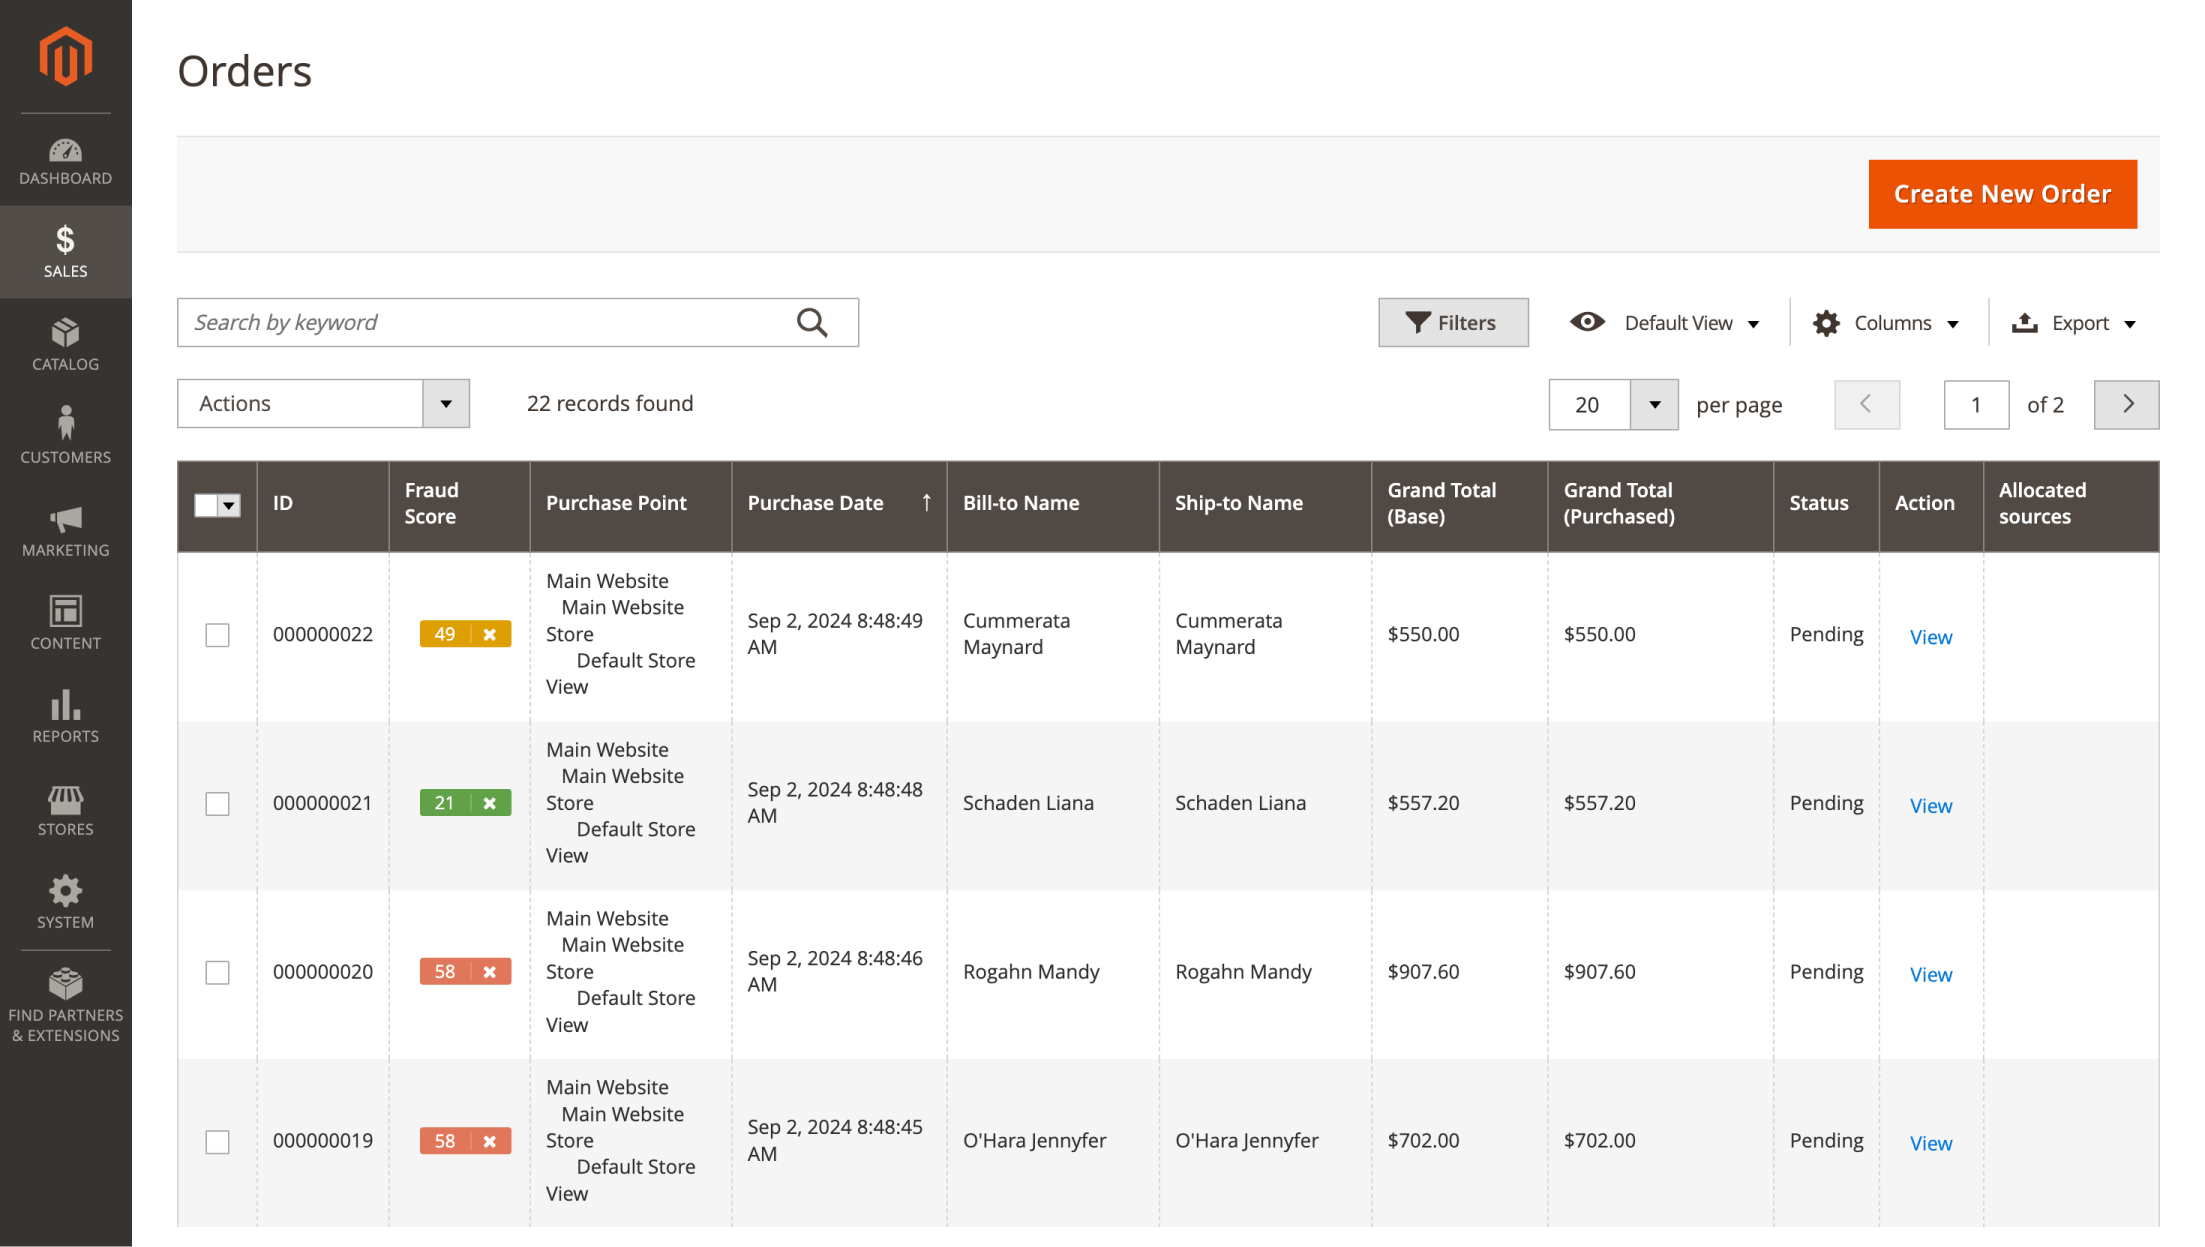 Orders
DASHBOARD
SALES
CATALOG
CUSTOMERS
MARKETING
CONTENT
REPORTS
STORES
SYSTEM
FIND PARTNERS
& EXTENSIONS
Create New Order
Search by keyword
Filters
Default View
Columns
Export
Actions
22 records found
20
per page
1
of 2
ID
Fraud
Score
Purchase Point
Purchase Date ↑
Bill-to Name
Ship-to Name
Grand Total
(Base)
Grand Total
(Purchased)
Status
Action
Allocated
sources
000000022
49
Main Website
Main Website
Store
Default Store
View
Sep 2, 2024 8:48:49
AM
Cummerata
Maynard
Cummerata
Maynard
$550.00
$550.00
Pending
View
000000021
21
Main Website
Main Website
Store
Default Store
View
Sep 2, 2024 8:48:48
AM
Schaden Liana
Schaden Liana
$557.20
$557.20
Pending
View
000000020
58
Main Website
Main Website
Store
Default Store
View
Sep 2, 2024 8:48:46
AM
Rogahn Mandy
Rogahn Mandy
$907.60
$907.60
Pending
View
000000019
58
Main Website
Main Website
Store
Default Store
View
Sep 2, 2024 8:48:45
AM
O'Hara Jennyfer
O'Hara Jennyfer
$702.00
$702.00
Pending
View